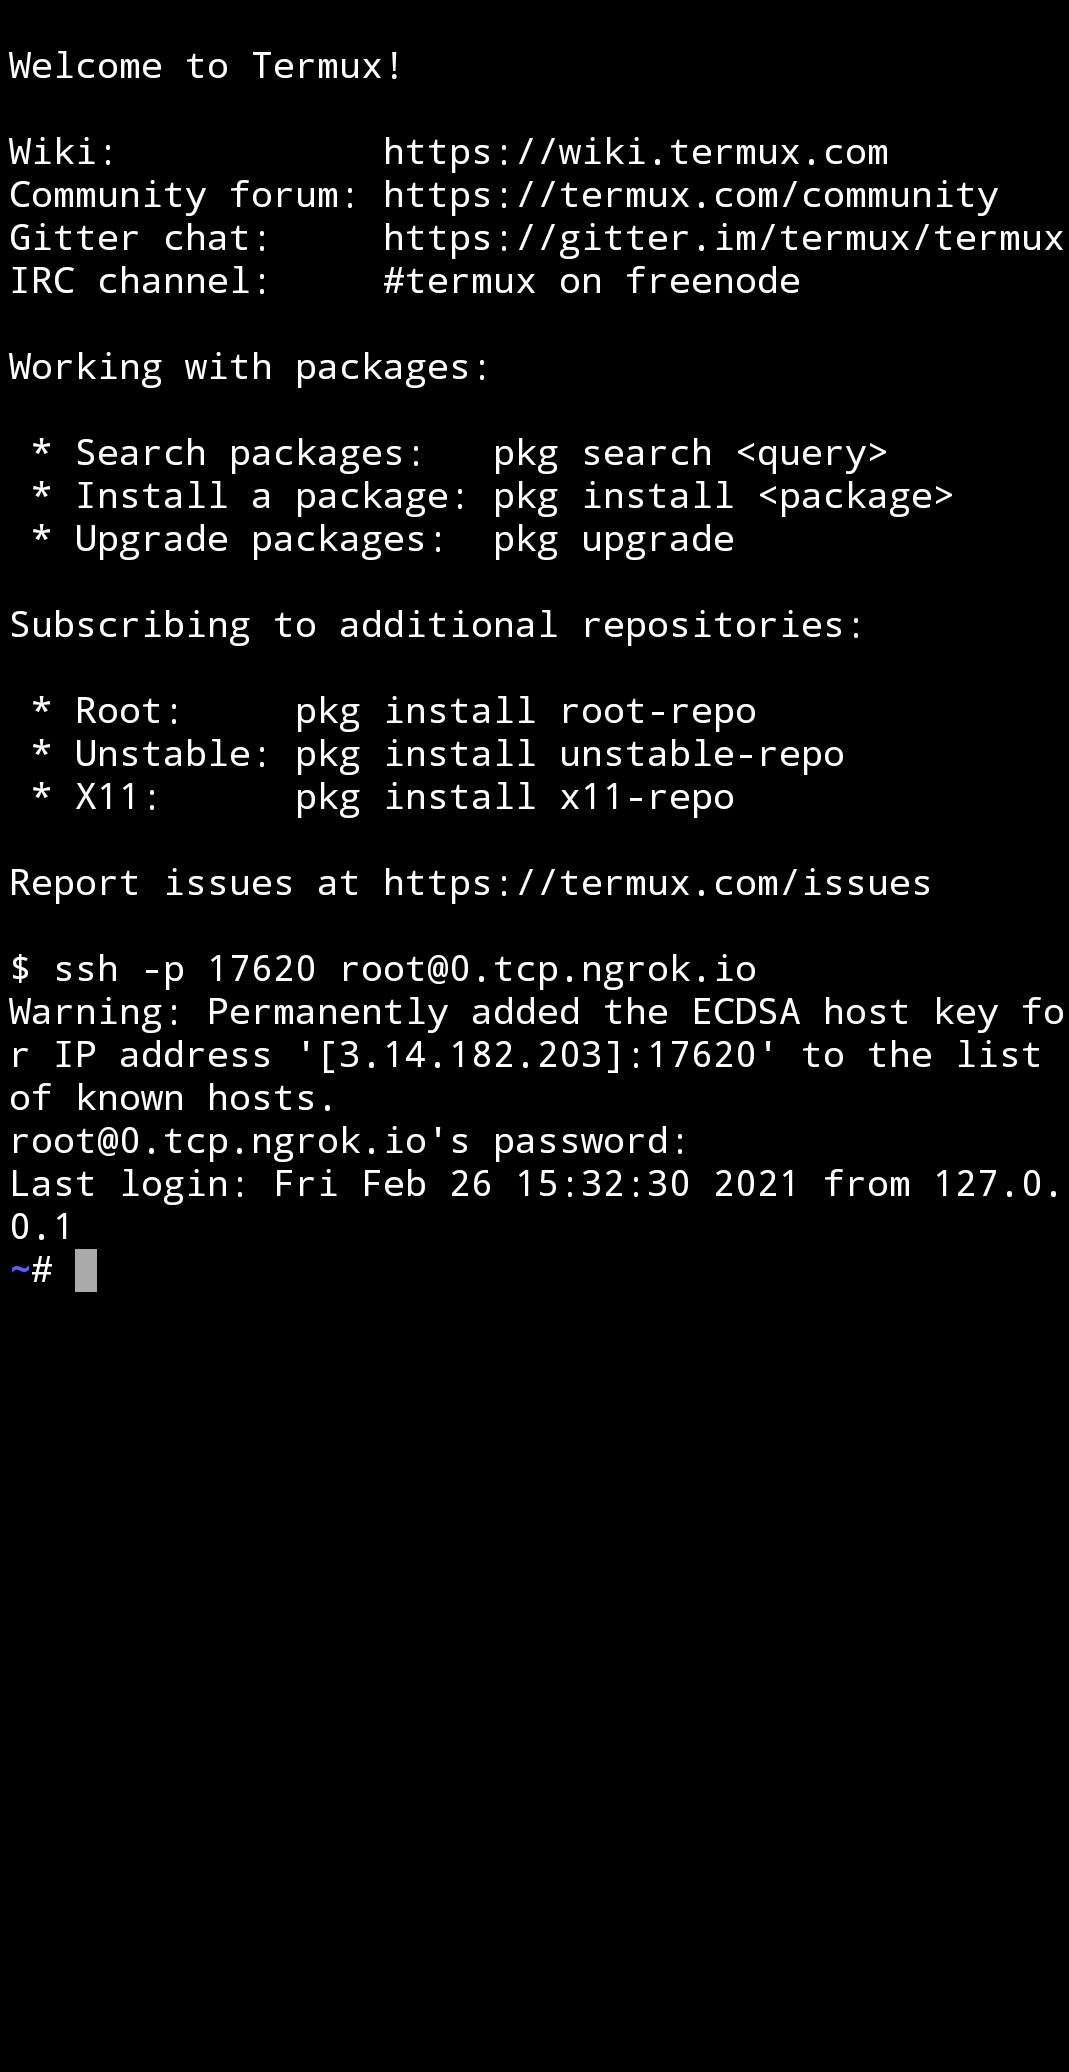 Welcome to Termux!
Wiki:            https://wiki.termux.com
Community forum: https://termux.com/community
Gitter chat:     https://gitter.im/termux/termux
IRC channel:     #termux on freenode
Working with packages:
 * Search packages:   pkg search <query>
 * Install a package: pkg install <package>
 * Upgrade packages:  pkg upgrade
Subscribing to additional repositories:
 * Root:     pkg install root-repo
 * Unstable: pkg install unstable-repo
 * X11:      pkg install x11-repo
Report issues at https://termux.com/issues
$ ssh -p 17620 root@0.tcp.ngrok.io
Warning: Permanently added the ECDSA host key fo
r IP address '[3.14.182.203]:17620' to the list
of known hosts.
root@0.tcp.ngrok.io's password:
Last login: Fri Feb 26 15:32:30 2021 from 127.0.
0.1
~#